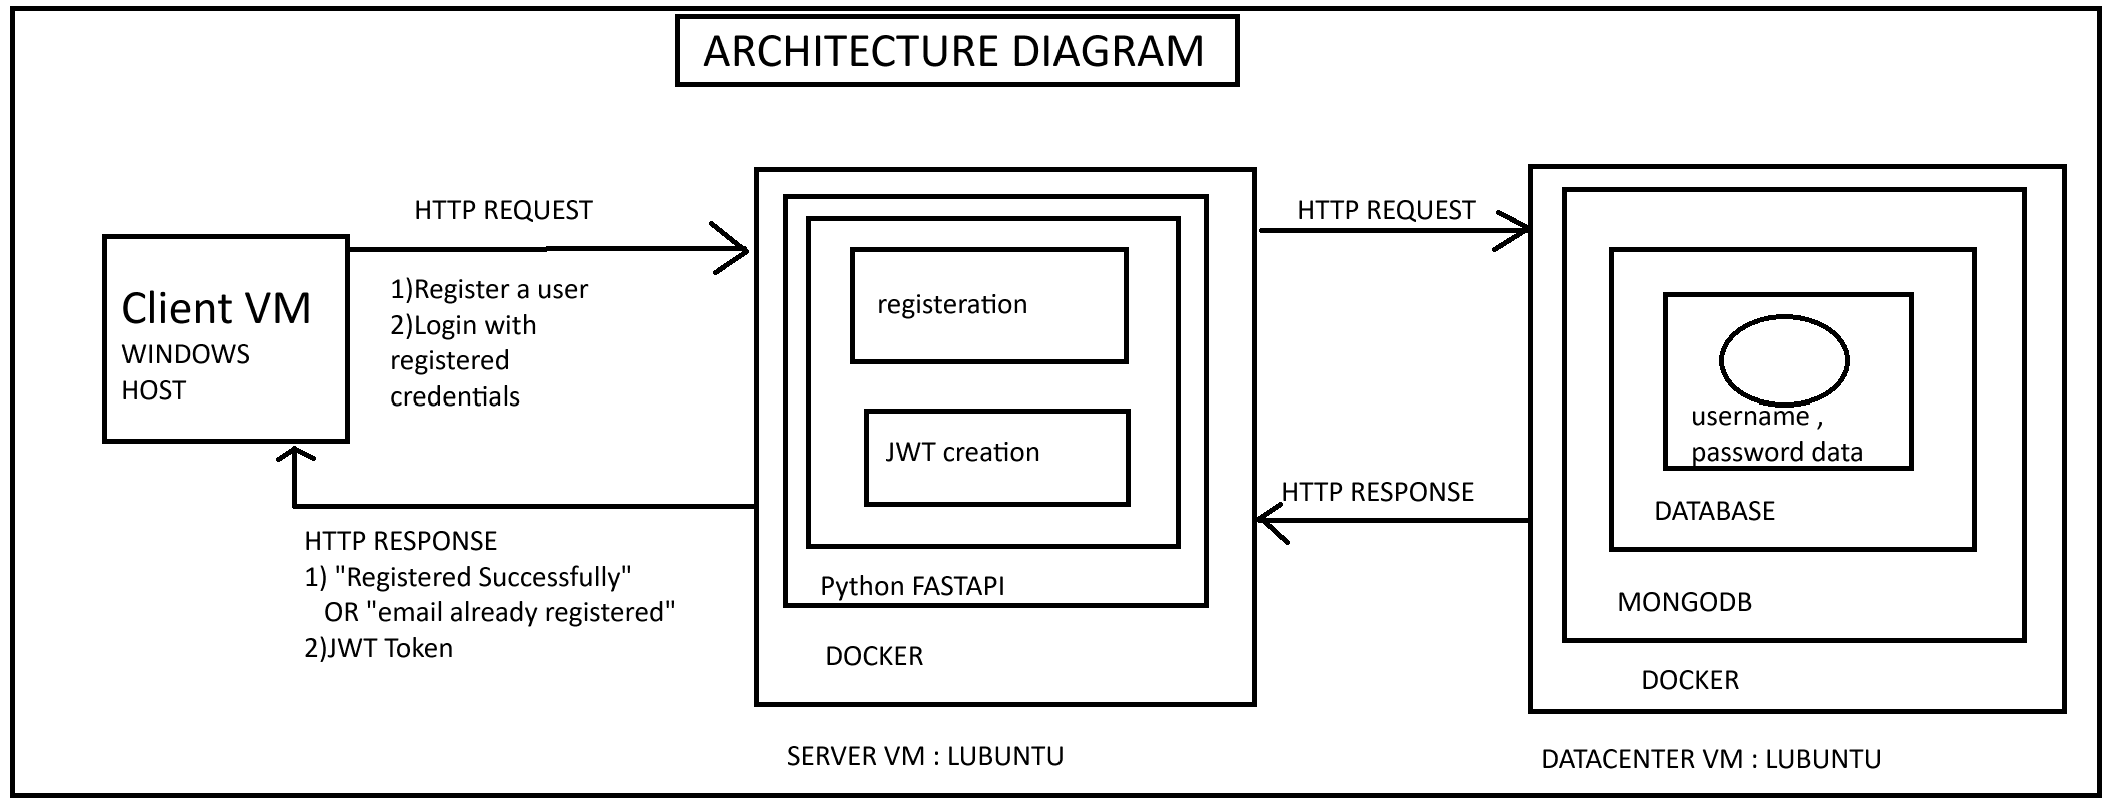 ARCHITECTURE DIAGRAM
HTTP REQUEST
HTTP REQUEST
Client VM
WINDOWS
HOST
1)Register a user
2)Login with
registered
credentials
registeration
JWT creation
username ,
password data
DATABASE
HTTP RESPONSE
HTTP RESPONSE
1) "Registered Successfully"
OR "email already registered"
2)JWT Token
Python FASTAPI
DOCKER
MONGODB
DOCKER
SERVER VM : LUBUNTU
DATACENTER VM : LUBUNTU